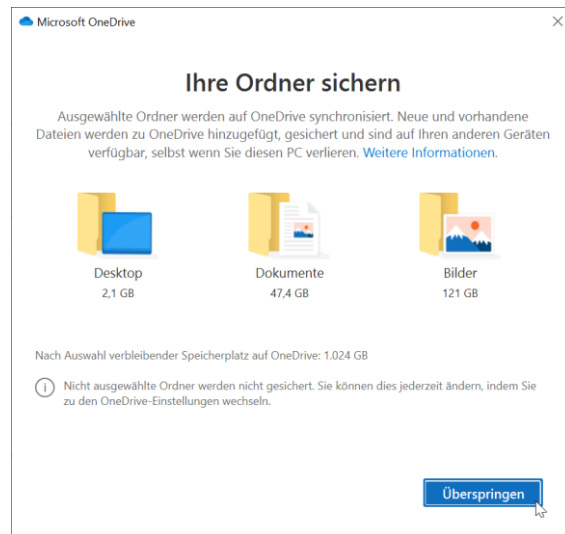 Microsoft OneDrive
Ihre Ordner sichern
Ausgewählte Ordner werden auf OneDrive synchronisiert. Neue und vorhandene
Dateien werden zu OneDrive hinzugefügt, gesichert und sind auf Ihren anderen Geräten
verfügbar, selbst wenn Sie diesen PC verlieren. Weitere Informationen.
Desktop
2,1 GB
Dokumente
47,4 GB
Bilder
121 GB
Nach Auswahl verbleibender Speicherplatz auf OneDrive: 1.024 GB
Nicht ausgewählte Ordner werden nicht gesichert. Sie können dies jederzeit ändern, indem Sie
zu den OneDrive-Einstellungen wechseln.
Überspringen